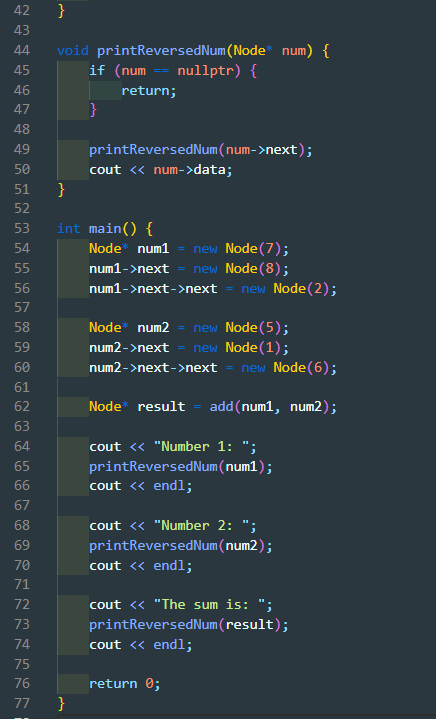 42 }
43
44 void printReversedNum(Node* num) {
45     if (num == nullptr) {
46         return;
47     }
48
49     printReversedNum(num->next);
50     cout << num->data;
51 }
52
53 int main() {
54     Node* num1 = new Node(7);
55     num1->next = new Node(8);
56     num1->next->next = new Node(2);
57
58     Node* num2 = new Node(5);
59     num2->next = new Node(1);
60     num2->next->next = new Node(6);
61
62     Node* result = add(num1, num2);
63
64     cout << "Number 1: ";
65     printReversedNum(num1);
66     cout << endl;
67
68     cout << "Number 2: ";
69     printReversedNum(num2);
70     cout << endl;
71
72     cout << "The sum is: ";
73     printReversedNum(result);
74     cout << endl;
75
76     return 0;
77 }